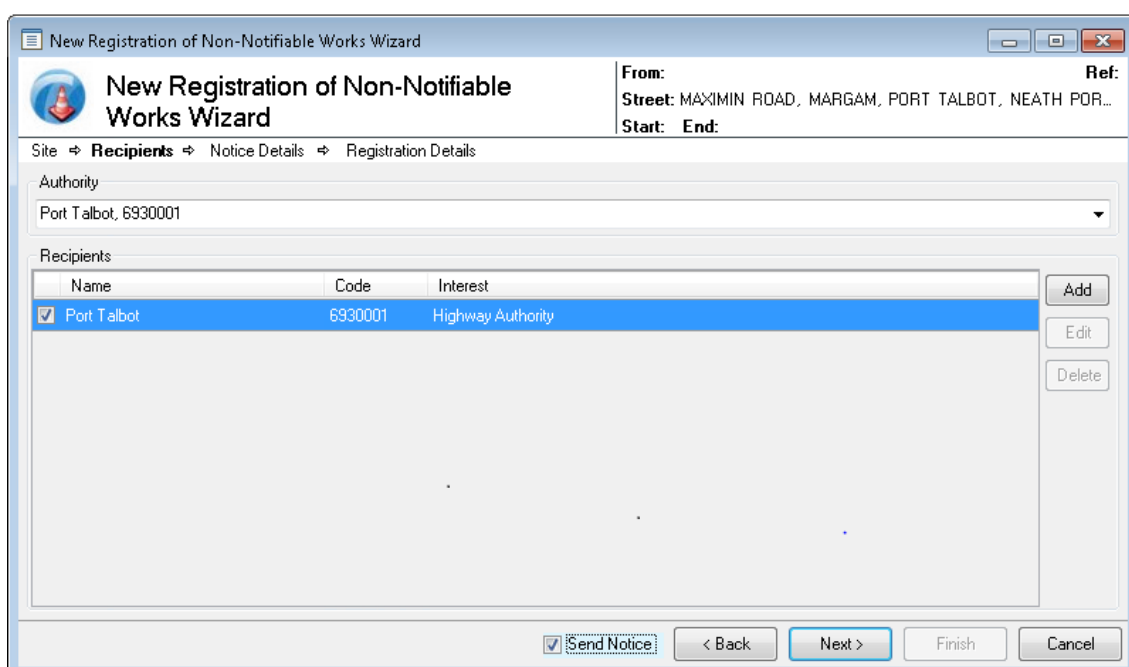 New Registration of Non-Notifiable Works Wizard
New Registration of Non-Notifiable
Works Wizard
From: Ref:
Street: MAXIMIN ROAD, MARGAM, PORT TALBOT, NEATH POR...
Start: End:
Site ⇨ Recipients ⇨ Notice Details ⇨ Registration Details
Authority
Port Talbot, 6930001
Recipients
Name Code Interest
Add
Port Talbot 6930001 Highway Authority
Edit
Delete
Send Notice < Back Next > Finish Cancel